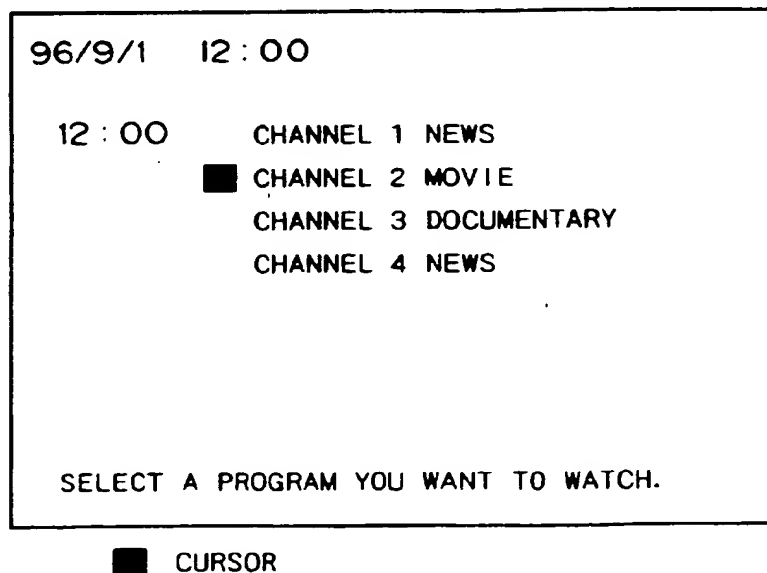 96/9/1 12:00
12:00 CHANNEL 1 NEWS
CHANNEL 2 MOVIE
CHANNEL 3 DOCUMENTARY
CHANNEL 4 NEWS
SELECT A PROGRAM YOU WANT TO WATCH.
CURSOR